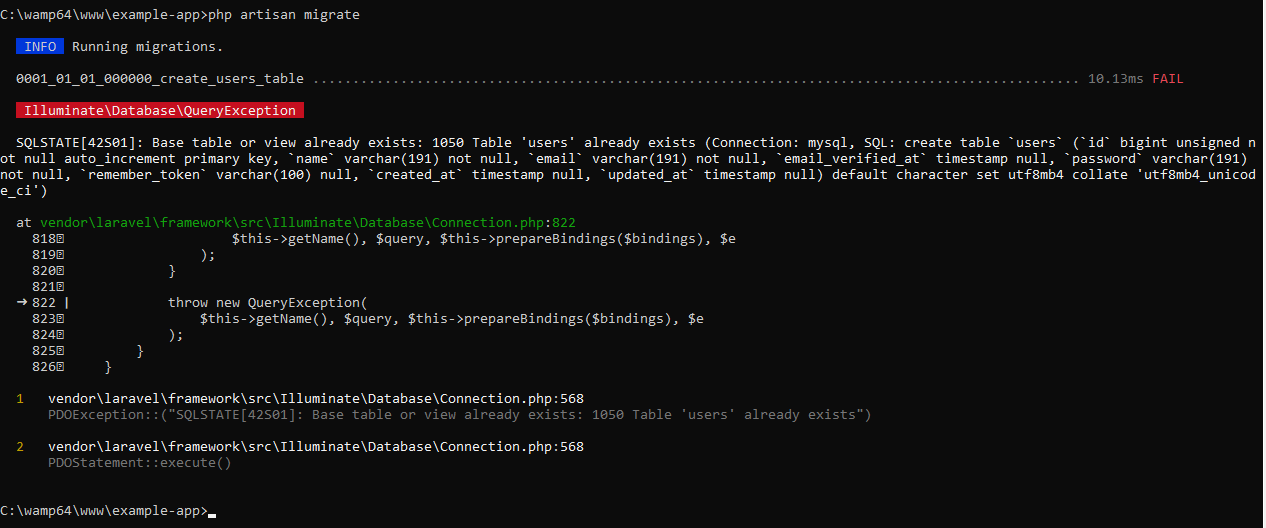 C:\wamp64\www\example-app>php artisan migrate
INFO Running migrations.
0001_01_01_000000_create_users_table ................................................................................................ 10.13ms FAIL
Illuminate\Database\QueryException
SQLSTATE[42S01]: Base table or view already exists: 1050 Table 'users' already exists (Connection: mysql, SQL: create table `users` (`id` bigint unsigned n
ot null auto_increment primary key, `name` varchar(191) not null, `email` varchar(191) not null, `email_verified_at` timestamp null, `password` varchar(191)
not null, `remember_token` varchar(100) null, `created_at` timestamp null, `updated_at` timestamp null) default character set utf8mb4 collate 'utf8mb4_unicod
e_ci')
at vendor\laravel\framework\src\Illuminate\Database\Connection.php:822
818 $this->getName(), $query, $this->prepareBindings($bindings), $e
819 );
820 }
821
➜ 822 | throw new QueryException(
823 $this->getName(), $query, $this->prepareBindings($bindings), $e
824 );
825 }
826 }
1 vendor\laravel\framework\src\Illuminate\Database\Connection.php:568
PDOException::("SQLSTATE[42S01]: Base table or view already exists: 1050 Table 'users' already exists")
2 vendor\laravel\framework\src\Illuminate\Database\Connection.php:568
PDOStatement::execute()
C:\wamp64\www\example-app>